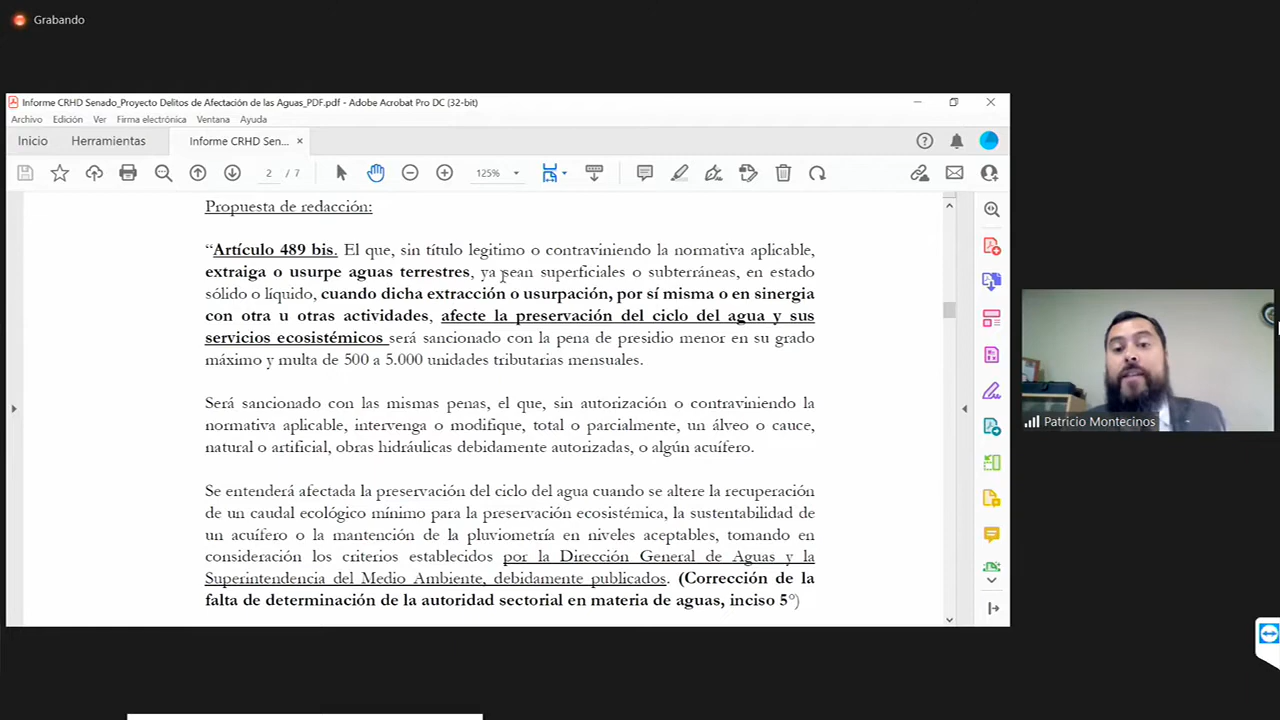 Grabando
Informe CRHD Senado_Proyecto Delitos de Afectación de las Aguas_PDF.pdf - Adobe Acrobat Pro DC (32-bit)
Archivo Edición Ver Firma electrónica Ventana Ayuda
Inicio Herramientas Informe CRHD Sen... ×
2 / 7 125%
Propuesta de redacción:
“Artículo 489 bis. El que, sin título legitimo o contraviniendo la normativa aplicable,
extraiga o usurpe aguas terrestres, ya sean superficiales o subterráneas, en estado
sólido o líquido, cuando dicha extracción o usurpación, por sí misma o en sinergia
con otra u otras actividades, afecte la preservación del ciclo del agua y sus
servicios ecosistémicos será sancionado con la pena de presidio menor en su grado
máximo y multa de 500 a 5.000 unidades tributarias mensuales.
Será sancionado con las mismas penas, el que, sin autorización o contraviniendo la
normativa aplicable, intervenga o modifique, total o parcialmente, un álveo o cauce,
natural o artificial, obras hidráulicas debidamente autorizadas, o algún acuífero.
Se entenderá afectada la preservación del ciclo del agua cuando se altere la recuperación
de un caudal ecológico mínimo para la preservación ecosistémica, la sustentabilidad de
un acuífero o la mantención de la pluviometría en niveles aceptables, tomando en
consideración los criterios establecidos por la Dirección General de Aguas y la
Superintendencia del Medio Ambiente, debidamente publicados. (Corrección de la
falta de determinación de la autoridad sectorial en materia de aguas, inciso 5°)
Patricio Montecinos